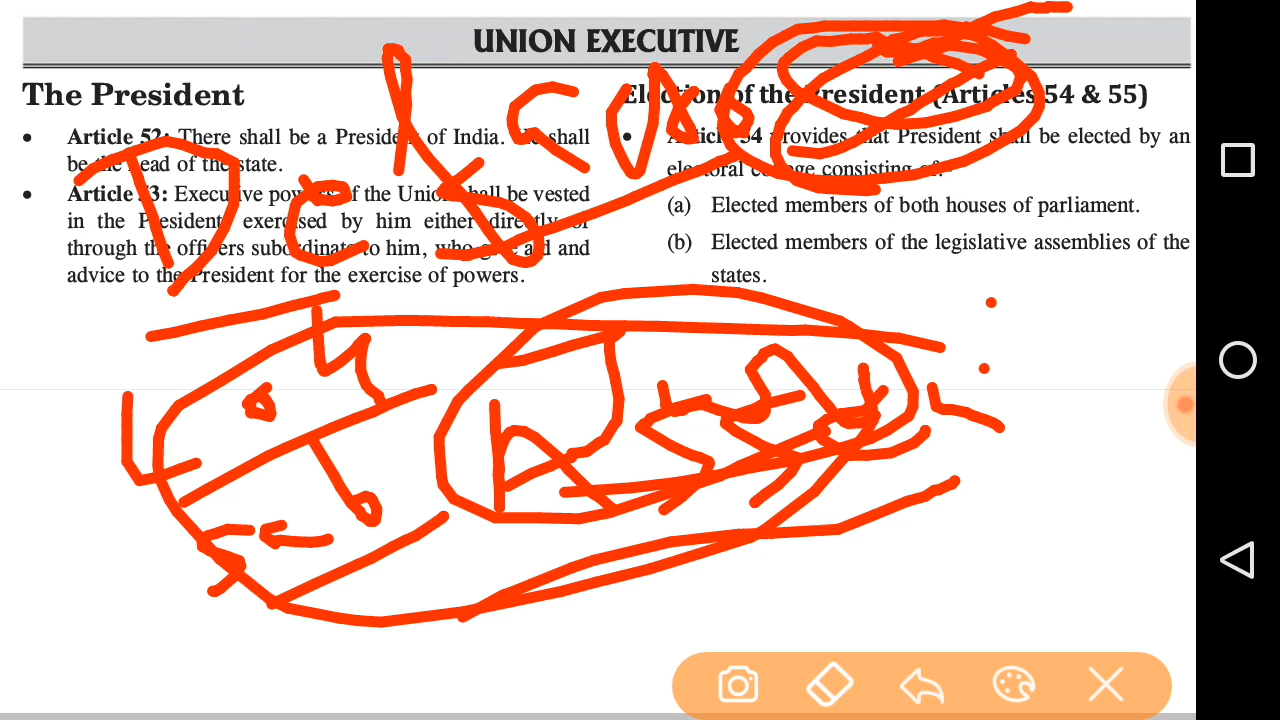 UNION EXECUTIVE
The President
• Article 52: There shall be a President of India. He shall
be the head of the state.
• Article 53: Executive powers of the Union shall be vested
in the President, exercised by him either directly or
through the officers subordinate to him, who give aid and
advice to the President for the exercise of powers.
Election of the President (Articles 54 & 55)
• Article 54 provides that President shall be elected by an
electoral college consisting of:
(a) Elected members of both houses of parliament.
(b) Elected members of the legislative assemblies of the
states.